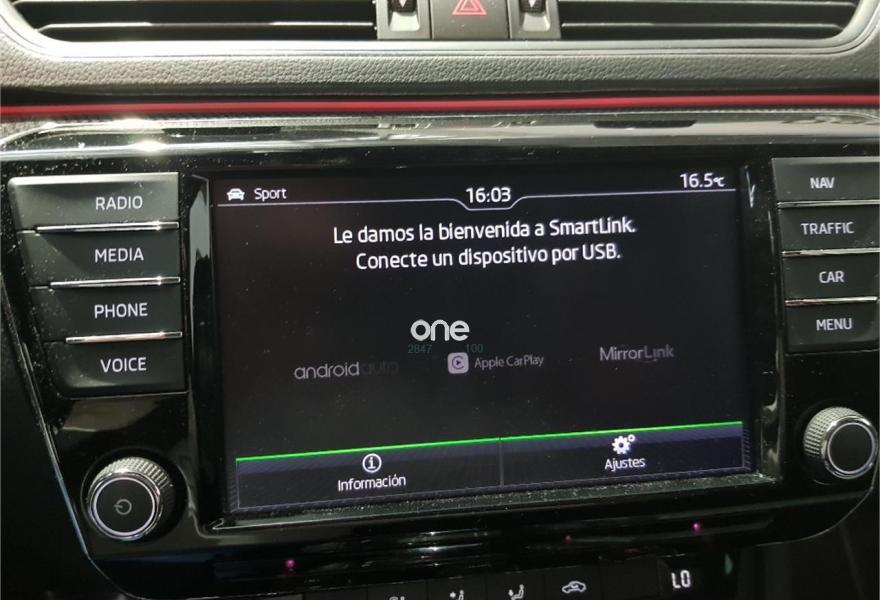 Sport
16:03
16.5°C
Le damos la bienvenida a SmartLink.
Conecte un dispositivo por USB.
one
2847 100
androidauto
Apple CarPlay
MirrorLink
Información
Ajustes
RADIO
MEDIA
PHONE
VOICE
NAV
TRAFFIC
CAR
MENU
LO